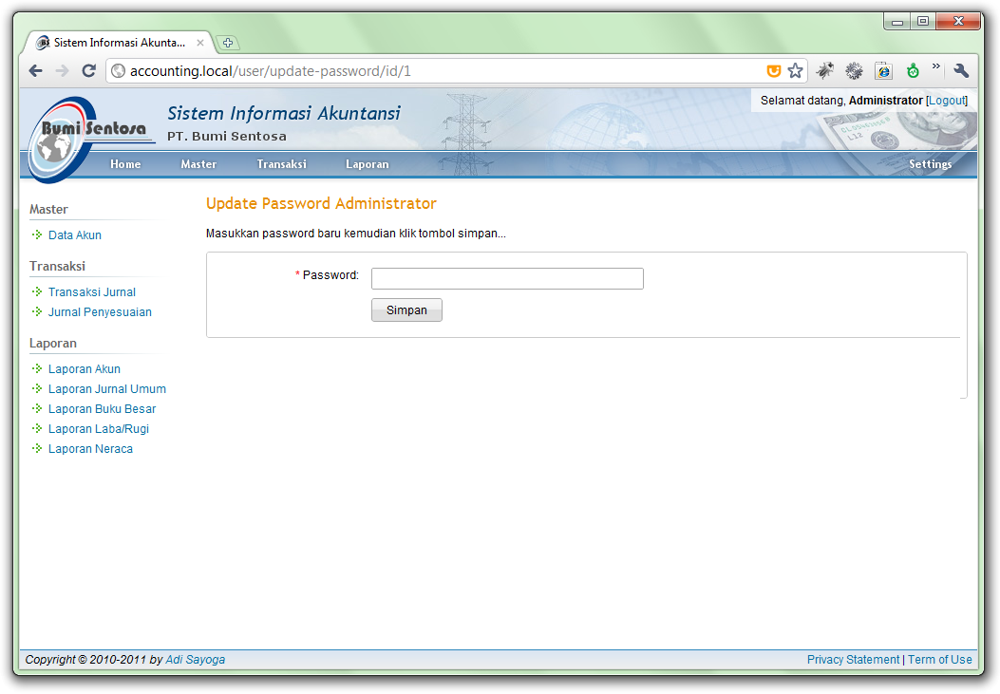 Sistem Informasi Akunta...
accounting.local/user/update-password/id/1
Selamat datang, Administrator [Logout]
Bumi Sentosa
Sistem Informasi Akuntansi
PT. Bumi Sentosa
Home Master Transaksi Laporan Settings
Master
Data Akun
Transaksi
Transaksi Jurnal
Jurnal Penyesuaian
Laporan
Laporan Akun
Laporan Jurnal Umum
Laporan Buku Besar
Laporan Laba/Rugi
Laporan Neraca
Update Password Administrator
Masukkan password baru kemudian klik tombol simpan...
* Password:
Simpan
Copyright © 2010-2011 by Adi Sayoga
Privacy Statement | Term of Use